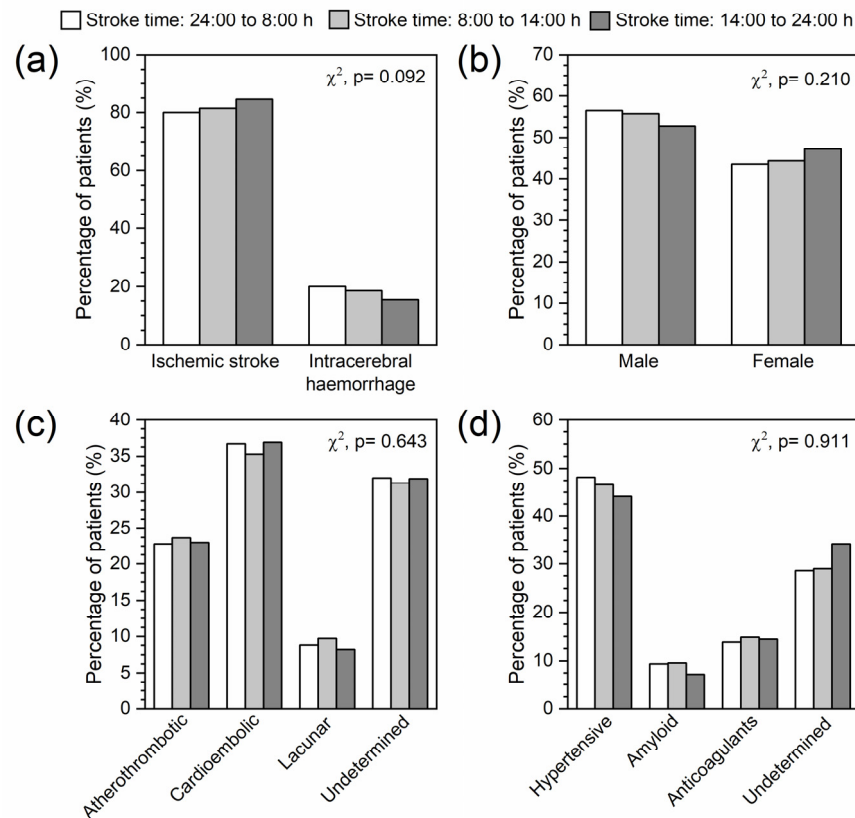 Stroke time: 24:00 to 8:00 h Stroke time: 8:00 to 14:00 h Stroke time: 14:00 to 24:00 h
(a)
χ², p= 0.092
Percentage of patients (%)
100
80
60
40
20
0
Ischemic stroke
Intracerebral
haemorrhage
(b)
χ², p= 0.210
Percentage of patients (%)
70
60
50
40
30
20
10
0
Male
Female
(c)
χ², p= 0.643
Percentage of patients (%)
40
35
30
25
20
15
10
5
0
Atherothrombotic
Cardioembolic
Lacunar
Undetermined
(d)
χ², p= 0.911
Percentage of patients (%)
60
50
40
30
20
10
0
Hypertensive
Amyloid
Anticoagulants
Undetermined